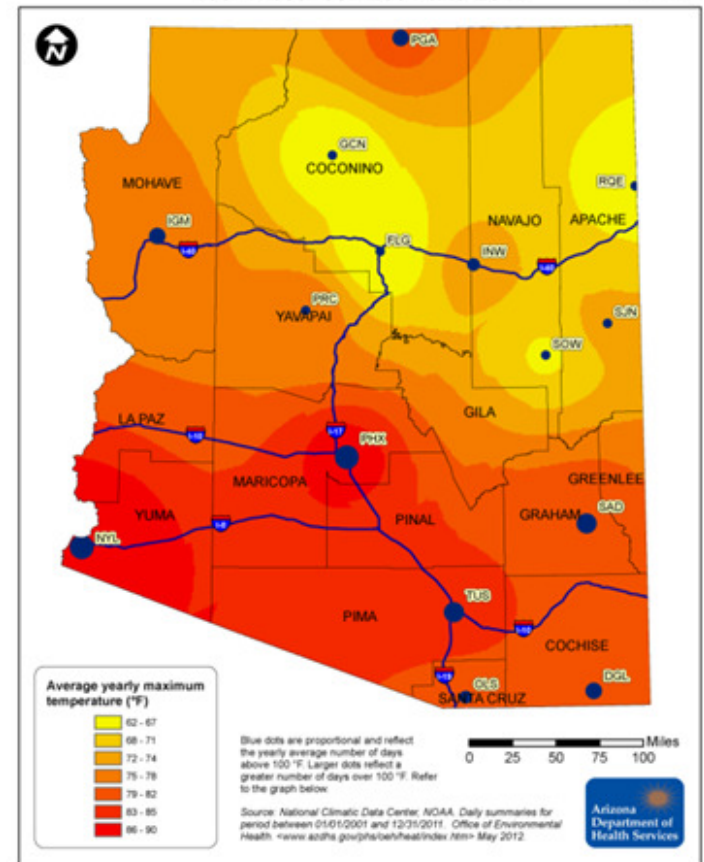 N
PGA
GCN
COCONINO
MOHAVE
RQE
NAVAJO
APACHE
IGM
I-40
FLG
INW
I-40
PRC
YAVAPAI
SJN
SOW
LA PAZ
GILA
I-10
I-17
PHX
MARICOPA
GREENLEE
YUMA
I-8
PINAL
GRAHAM
SAD
NYL
TUS
PIMA
I-10
COCHISE
I-19
OLS
DGL
SANTA CRUZ
Average yearly maximum
temperature (°F)
62 - 67
68 - 71
72 - 74
75 - 78
79 - 82
83 - 85
86 - 90
Blue dots are proportional and reflect
the yearly average number of days
above 100 °F. Larger dots reflect a
greater number of days over 100 °F. Refer
to the graph below.
Miles
0 25 50 75 100
Source: National Climatic Data Center, NOAA. Daily summaries for
period between 01/01/2001 and 12/31/2011. Office of Environmental
Health. <www.azdhs.gov/phs/oeh/heat/index.htm> May 2012.
Arizona
Department of
Health Services